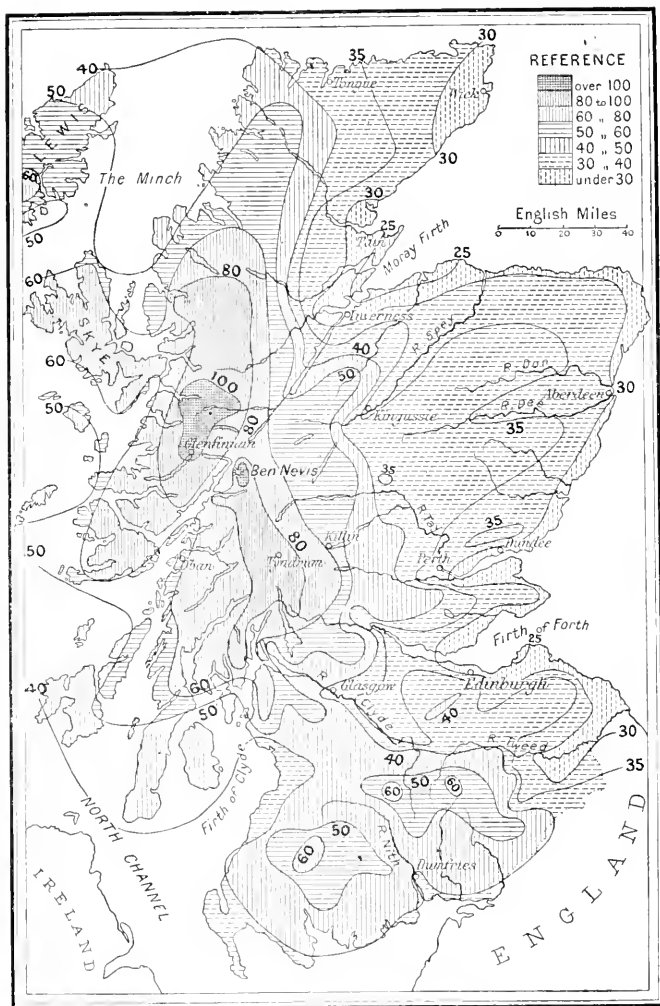 30
35
40
50
Tongue
Wick
LEWIS
60
The Minch
50
30
30
25
Tain
Moray Firth
REFERENCE
over 100
80 to 100
60 „ 80
50 „ 60
40 „ 50
30 „ 40
under 30
English Miles
0 10 20 30 40
60
SKYE
80
25
Inverness
R. Spey
40
50
60
100
R. Don
Aberdeen
R. Dee
30
Kingussie
50
Glenfinnan
80
35
Ben Nevis
35
R. Tay
50
80
Killin
35
Dundee
Oban
Tyndrum
Perth
Firth of Forth
25
40
60
50
Glasgow
R. Clyde
Edinburgh
40
R. Tweed
30
40
35
Firth of Clyde
50
60
60
NORTH CHANNEL
50
60
R. Nith
Dumfries
IRELAND
ENGLAND